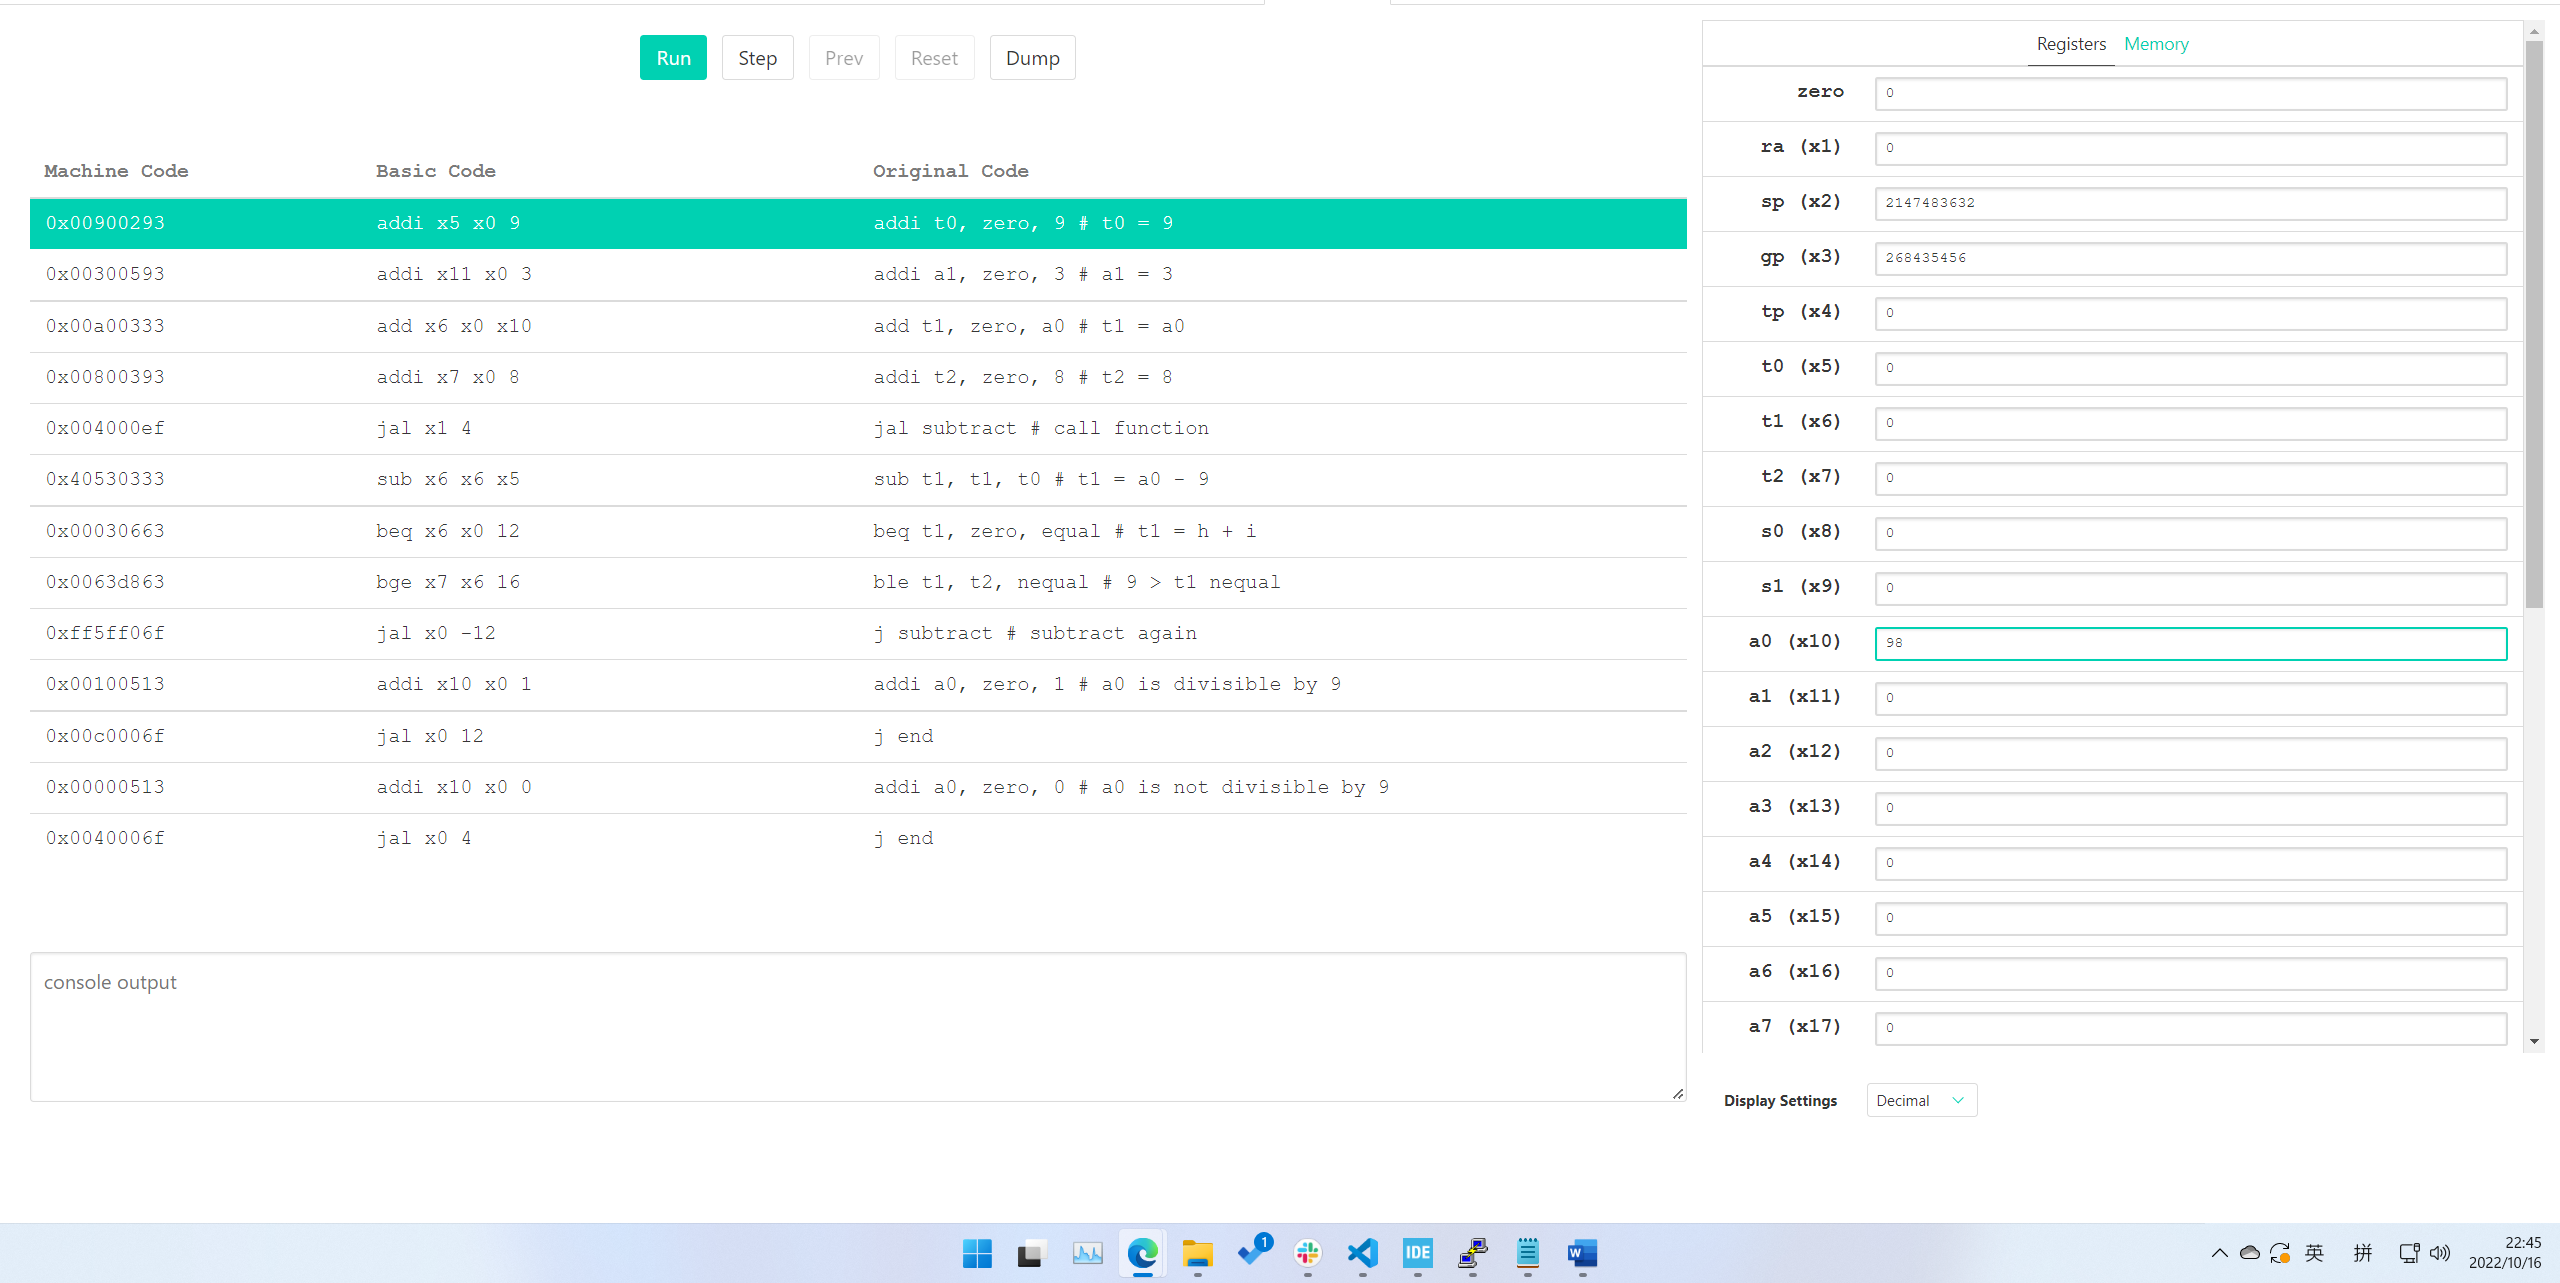 Run Step Prev Reset Dump
Machine Code Basic Code Original Code
0x00900293 addi x5 x0 9 addi t0, zero, 9 # t0 = 9
0x00300593 addi x11 x0 3 addi a1, zero, 3 # a1 = 3
0x00a00333 add x6 x0 x10 add t1, zero, a0 # t1 = a0
0x00800393 addi x7 x0 8 addi t2, zero, 8 # t2 = 8
0x004000ef jal x1 4 jal subtract # call function
0x40530333 sub x6 x6 x5 sub t1, t1, t0 # t1 = a0 - 9
0x00030663 beq x6 x0 12 beq t1, zero, equal # t1 = h + i
0x0063d863 bge x7 x6 16 ble t1, t2, nequal # 9 > t1 nequal
0xff5ff06f jal x0 -12 j subtract # subtract again
0x00100513 addi x10 x0 1 addi a0, zero, 1 # a0 is divisible by 9
0x00c0006f jal x0 12 j end
0x00000513 addi x10 x0 0 addi a0, zero, 0 # a0 is not divisible by 9
0x0040006f jal x0 4 j end
console output
Registers Memory
zero 0
ra (x1) 0
sp (x2) 2147483632
gp (x3) 268435456
tp (x4) 0
t0 (x5) 0
t1 (x6) 0
t2 (x7) 0
s0 (x8) 0
s1 (x9) 0
a0 (x10) 98
a1 (x11) 0
a2 (x12) 0
a3 (x13) 0
a4 (x14) 0
a5 (x15) 0
a6 (x16) 0
a7 (x17) 0
Display Settings Decimal
1
IDE
W
英 拼
22:45
2022/10/16